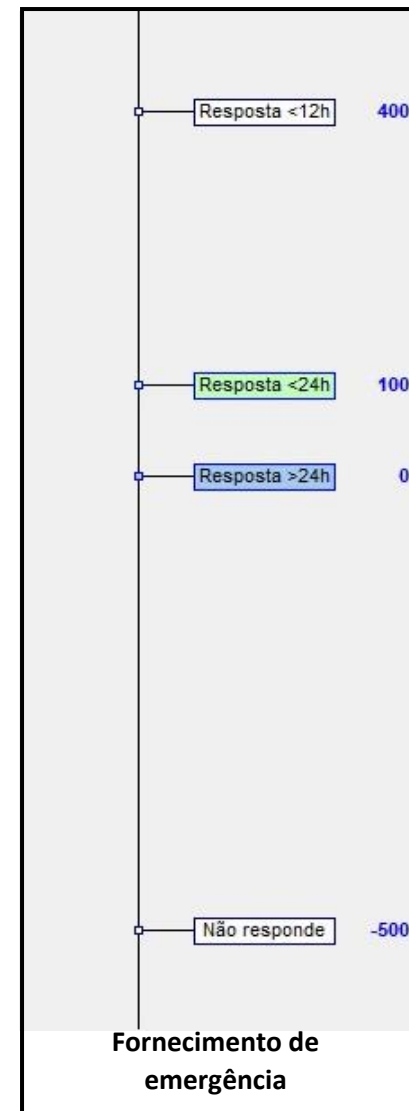 Resposta <12h 400
Resposta <24h 100
Resposta >24h 0
Não responde -500
Fornecimento de
emergência